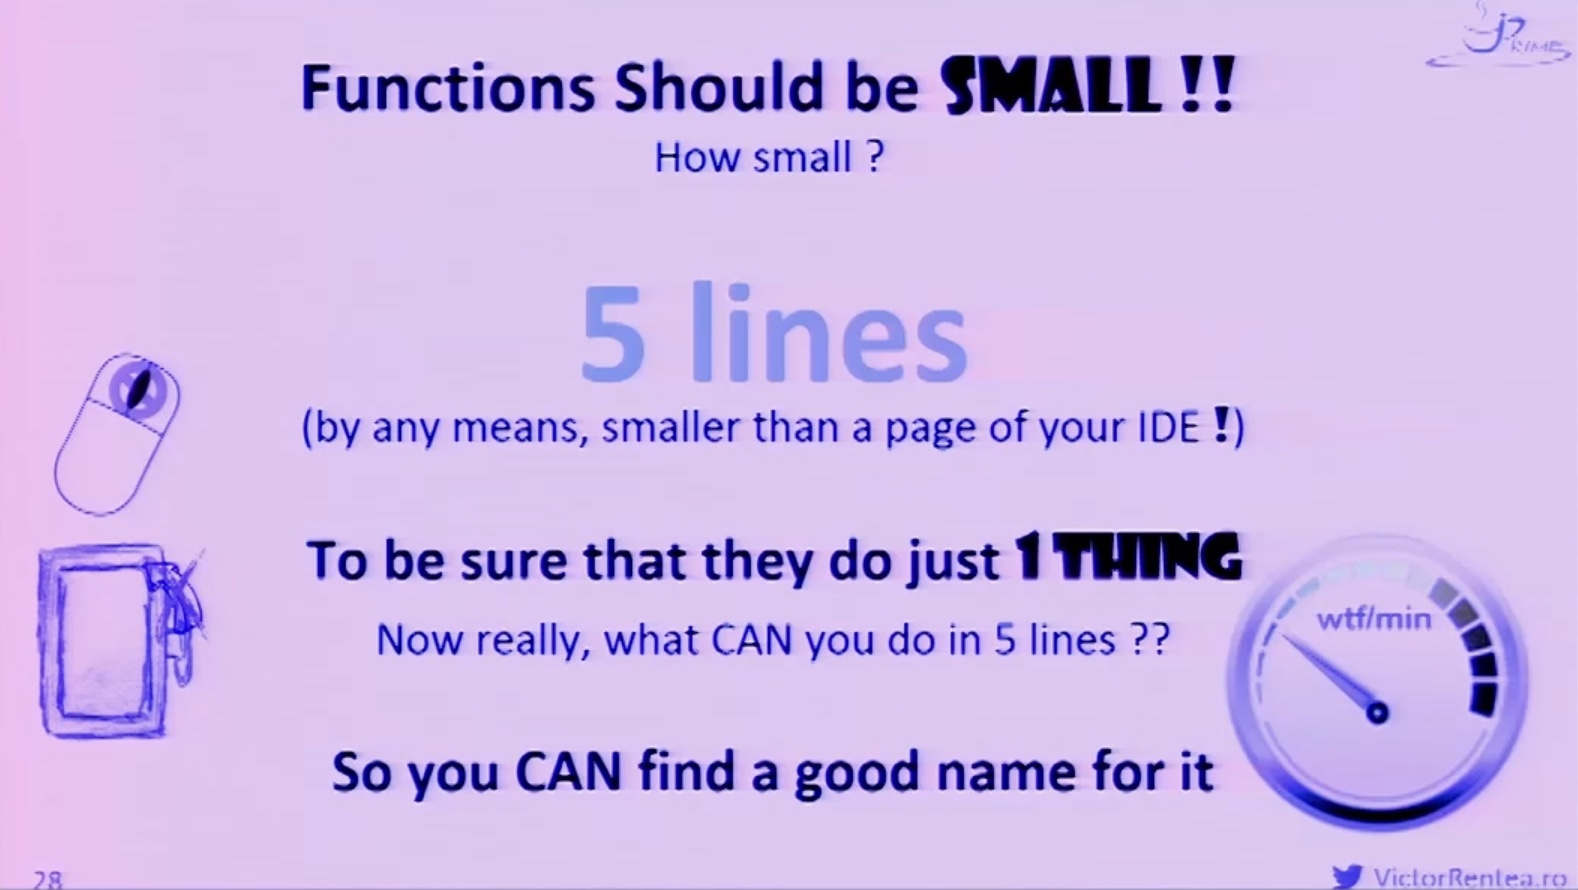 JPRIME
Functions Should be SMALL !!
How small ?
5 lines
(by any means, smaller than a page of your IDE !)
To be sure that they do just 1 THING
wtf/min
Now really, what CAN you do in 5 lines ??
So you CAN find a good name for it
28
VictorRentea.ro